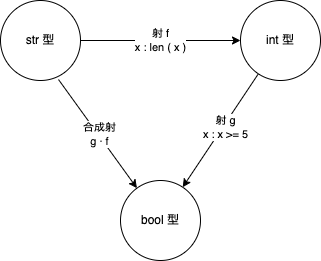 str 型
射 f
x : len ( x )
int 型
合成射
g · f
射 g
x : x >= 5
bool 型